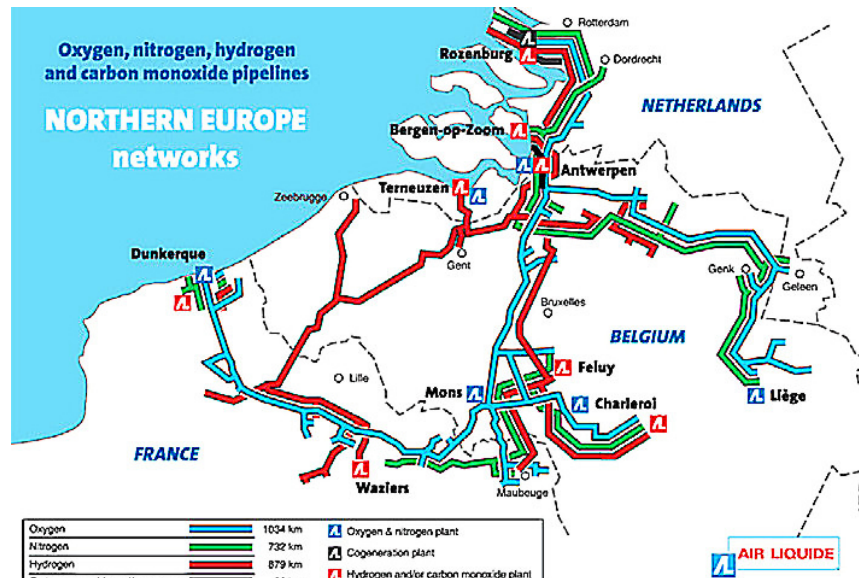 Oxygen, nitrogen, hydrogen
and carbon monoxide pipelines
NORTHERN EUROPE
networks
Rotterdam
Rozenburg
Dordrecht
NETHERLANDS
Bergen-op-Zoom
Antwerpen
Terneuzen
Zeebrugge
Dunkerque
Gent
Genk
Geleen
Bruxelles
BELGIUM
Lille
Feluy
Mons
Charleroi
Liège
FRANCE
Waziers
Maubeuge
Oxygen 1034 km Oxygen & nitrogen plant
Nitrogen 732 km Cogeneration plant
Hydrogen 879 km Hydrogen and/or carbon monoxide plant
AIR LIQUIDE